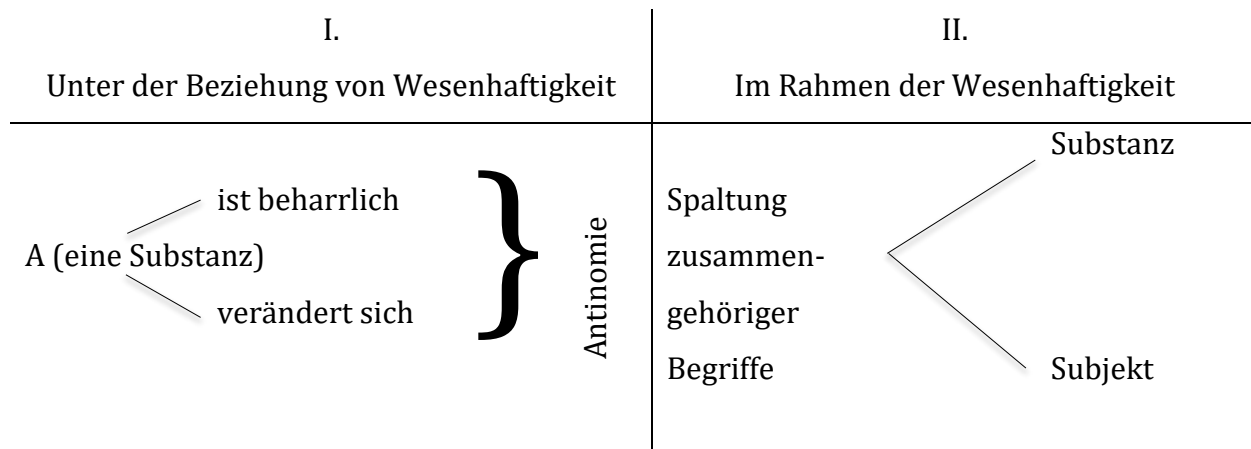 I.
Unter der Beziehung von Wesenhaftigkeit
II.
Im Rahmen der Wesenhaftigkeit
ist beharrlich
A (eine Substanz)
verändert sich
}
Antinomie
Substanz
Spaltung
zusammen-
gehöriger
Begriffe
Subjekt